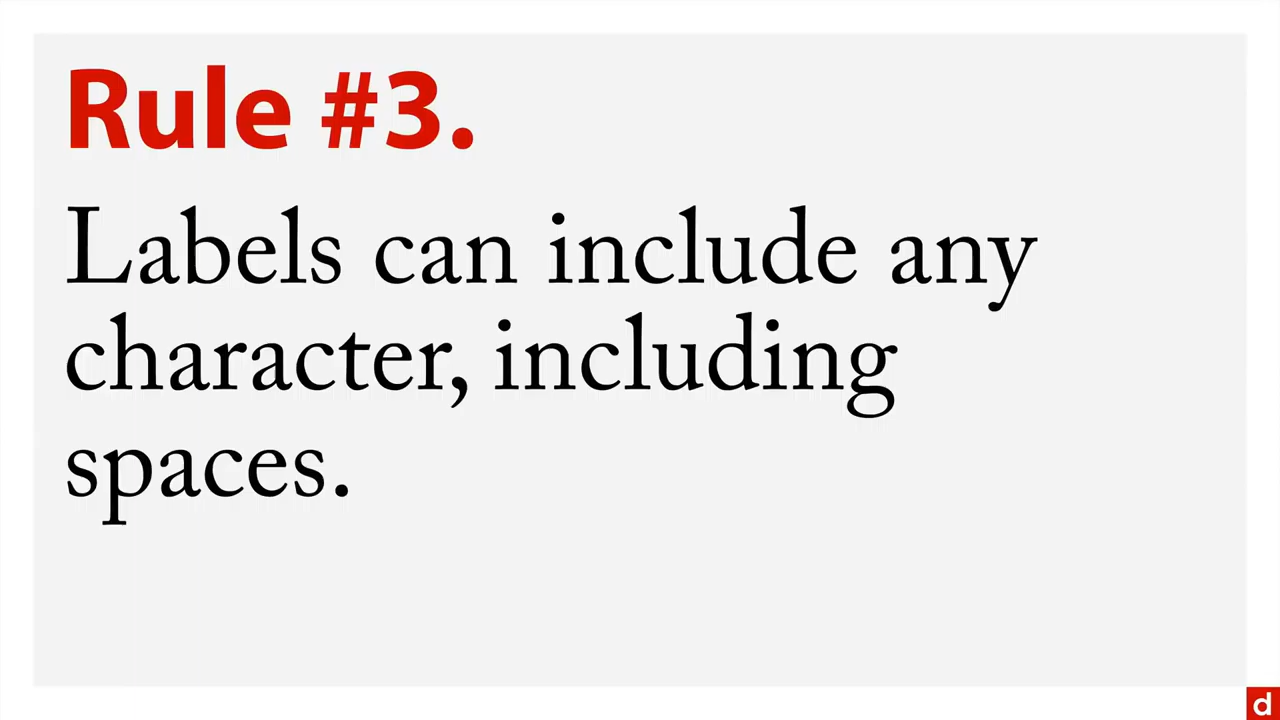 Rule #3.
Labels can include any
character, including
spaces.
d